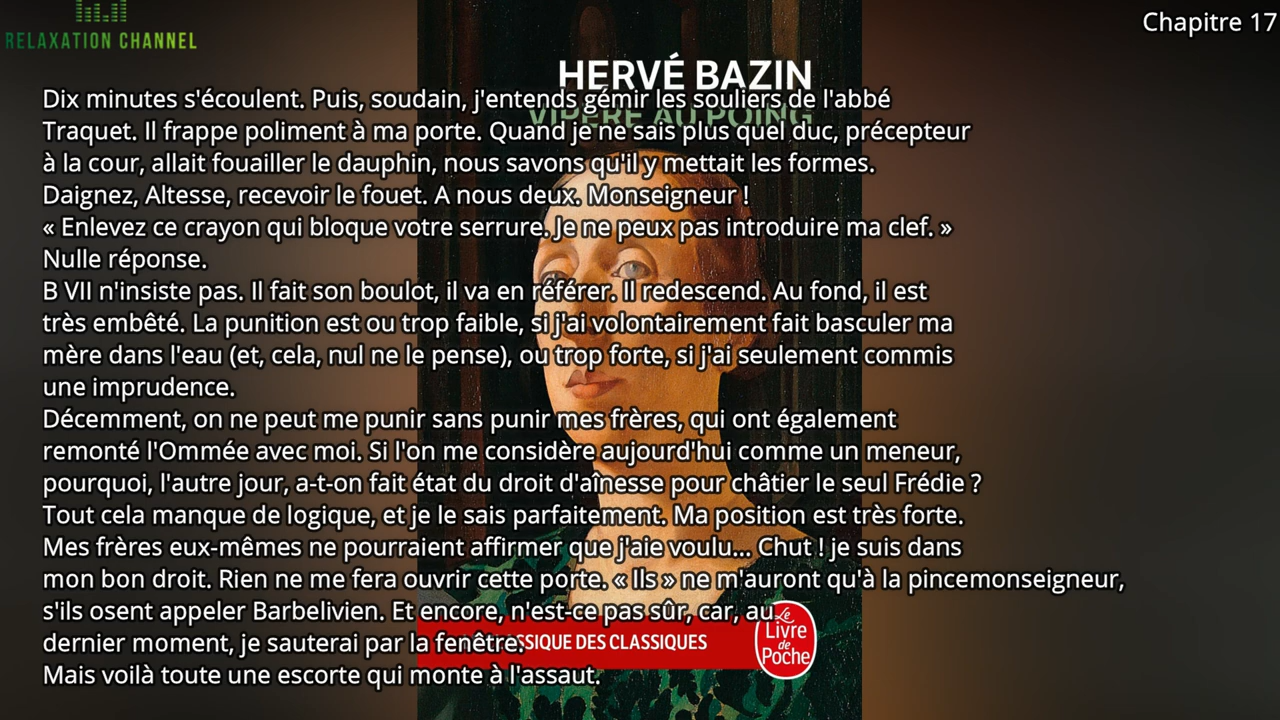 RELAXATION CHANNEL
Chapitre 17
HERVÉ BAZIN
VIPÈRE AU POING
Dix minutes s'écoulent. Puis, soudain, j'entends gémir les souliers de l'abbé
Traquet. Il frappe poliment à ma porte. Quand je ne sais plus quel duc, précepteur
à la cour, allait fouailler le dauphin, nous savons qu'il y mettait les formes.
Daignez, Altesse, recevoir le fouet. A nous deux. Monseigneur !
« Enlevez ce crayon qui bloque votre serrure. Je ne peux pas introduire ma clef. »
Nulle réponse.
B VII n'insiste pas. Il fait son boulot, il va en référer. Il redescend. Au fond, il est
très embêté. La punition est ou trop faible, si j'ai volontairement fait basculer ma
mère dans l'eau (et, cela, nul ne le pense), ou trop forte, si j'ai seulement commis
une imprudence.
Décemment, on ne peut me punir sans punir mes frères, qui ont également
remonté l'Ommée avec moi. Si l'on me considère aujourd'hui comme un meneur,
pourquoi, l'autre jour, a-t-on fait état du droit d'aînesse pour châtier le seul Frédie ?
Tout cela manque de logique, et je le sais parfaitement. Ma position est très forte.
Mes frères eux-mêmes ne pourraient affirmer que j'aie voulu... Chut ! je suis dans
mon bon droit. Rien ne me fera ouvrir cette porte. « Ils » ne m'auront qu'à la pincemonseigneur,
s'ils osent appeler Barbelivien. Et encore, n'est-ce pas sûr, car, au
dernier moment, je sauterai par la fenêtre.
Mais voilà toute une escorte qui monte à l'assaut.
CLASSIQUE DES CLASSIQUES
Le
Livre
de
Poche